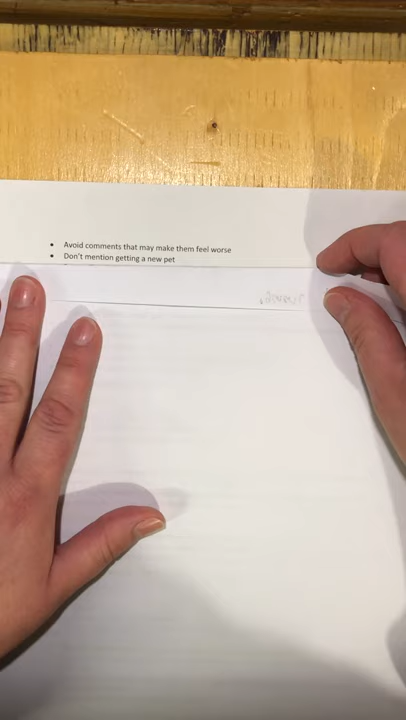 • Avoid comments that may make them feel worse
• Don't mention getting a new pet